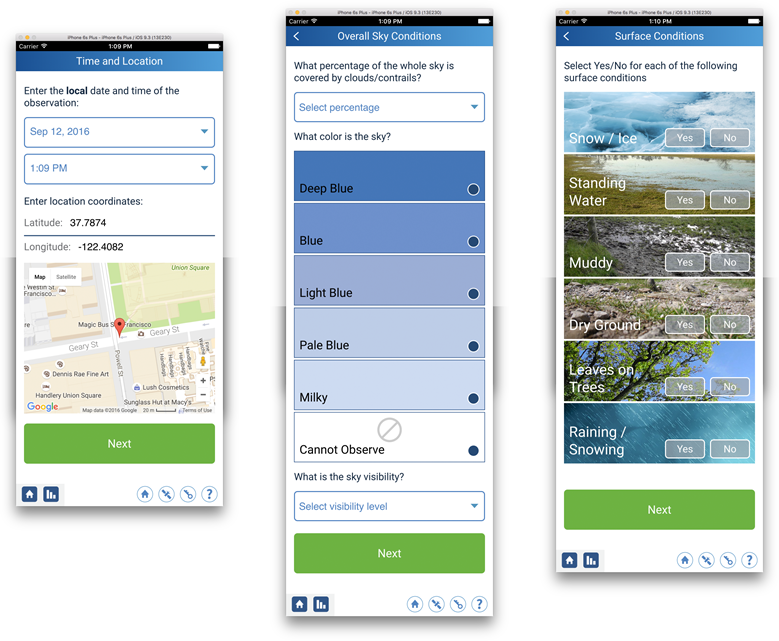 iPhone 6s Plus - iPhone 6s Plus / iOS 9.3 (13E230)
Carrier 1:09 PM
Time and Location
Enter the local date and time of the
observation:
Sep 12, 2016
1:09 PM
Enter location coordinates:
Latitude: 37.7874
Longitude: -122.4082
Map Satellite
Union Square
Westin St.
Francisco...
Magic Bus San Francisco
Geary St
Geary St
Powell St
Dennis Rae Fine Art
Handlery Union Square
Lush Cosmetics
Sunglass Hut at Macy's
Handbags
Handbags
Handbags
+
−
Google
Map data ©2016 Google 20 m Terms of Use
Next
?
iPhone 6s Plus - iPhone 6s Plus / iOS 9.3 (13E230)
Carrier 1:09 PM
Overall Sky Conditions
What percentage of the whole sky is
covered by clouds/contrails?
Select percentage
What color is the sky?
Deep Blue
Blue
Light Blue
Pale Blue
Milky
Cannot Observe
What is the sky visibility?
Select visibility level
Next
?
iPhone 6s Plus - iPhone 6s Plus / iOS 9.3 (13E230)
Carrier 1:10 PM
Surface Conditions
Select Yes/No for each of the following
surface conditions
Snow / Ice Yes No
Standing
Water Yes No
Muddy Yes No
Dry Ground Yes No
Leaves on
Trees Yes No
Raining /
Snowing Yes No
Next
?